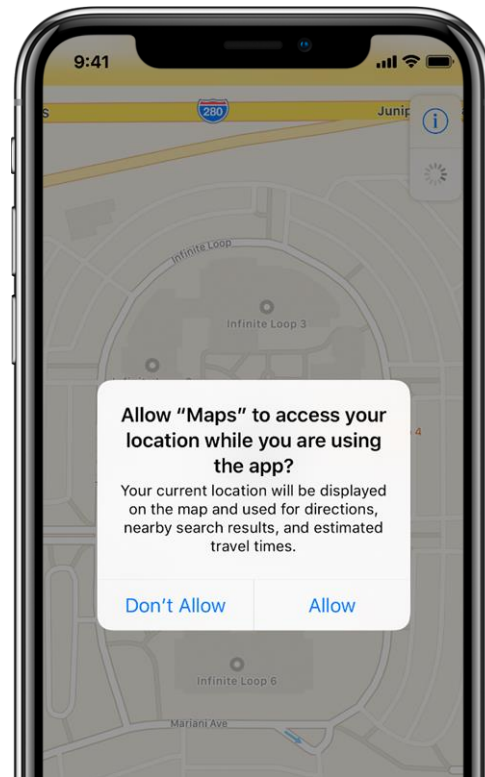 9:41
S
280
Junip
Infinite Loop
Infinite Loop 3
4
Allow “Maps” to access your
location while you are using
the app?
Your current location will be displayed
on the map and used for directions,
nearby search results, and estimated
travel times.
Don’t Allow
Allow
Infinite Loop 6
Mariani Ave